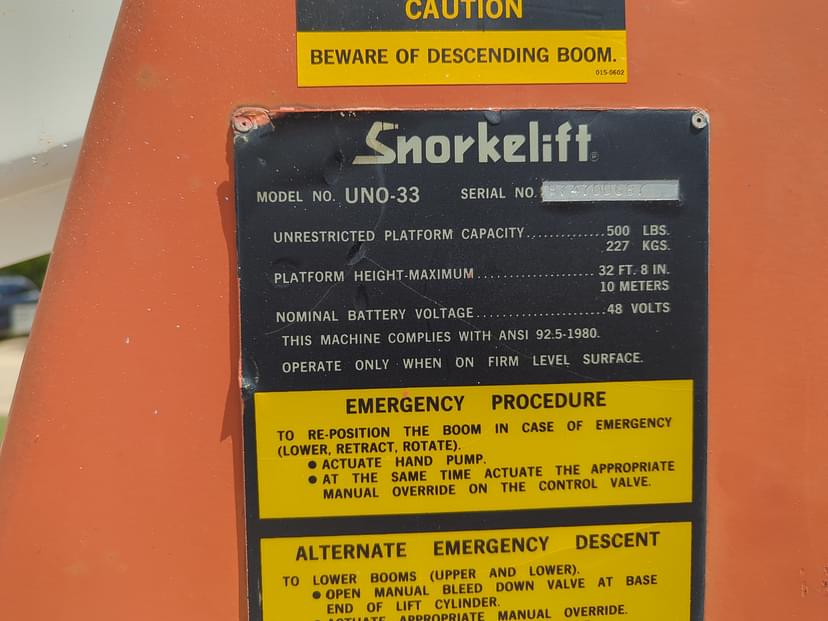 CAUTION
BEWARE OF DESCENDING BOOM.
015-0602
Snorkelift
MODEL NO. UNO-33 SERIAL NO.
UNRESTRICTED PLATFORM CAPACITY.............500 LBS.
227 KGS.
PLATFORM HEIGHT-MAXIMUM....................32 FT. 8 IN.
10 METERS
NOMINAL BATTERY VOLTAGE......................48 VOLTS
THIS MACHINE COMPLIES WITH ANSI 92.5-1980.
OPERATE ONLY WHEN ON FIRM LEVEL SURFACE.
EMERGENCY PROCEDURE
TO RE-POSITION THE BOOM IN CASE OF EMERGENCY
(LOWER, RETRACT, ROTATE).
● ACTUATE HAND PUMP.
● AT THE SAME TIME ACTUATE THE APPROPRIATE
MANUAL OVERRIDE ON THE CONTROL VALVE.
ALTERNATE EMERGENCY DESCENT
TO LOWER BOOMS (UPPER AND LOWER).
● OPEN MANUAL BLEED DOWN VALVE AT BASE
END OF LIFT CYLINDER.
● ACTUATE APPROPRIATE MANUAL OVERRIDE.